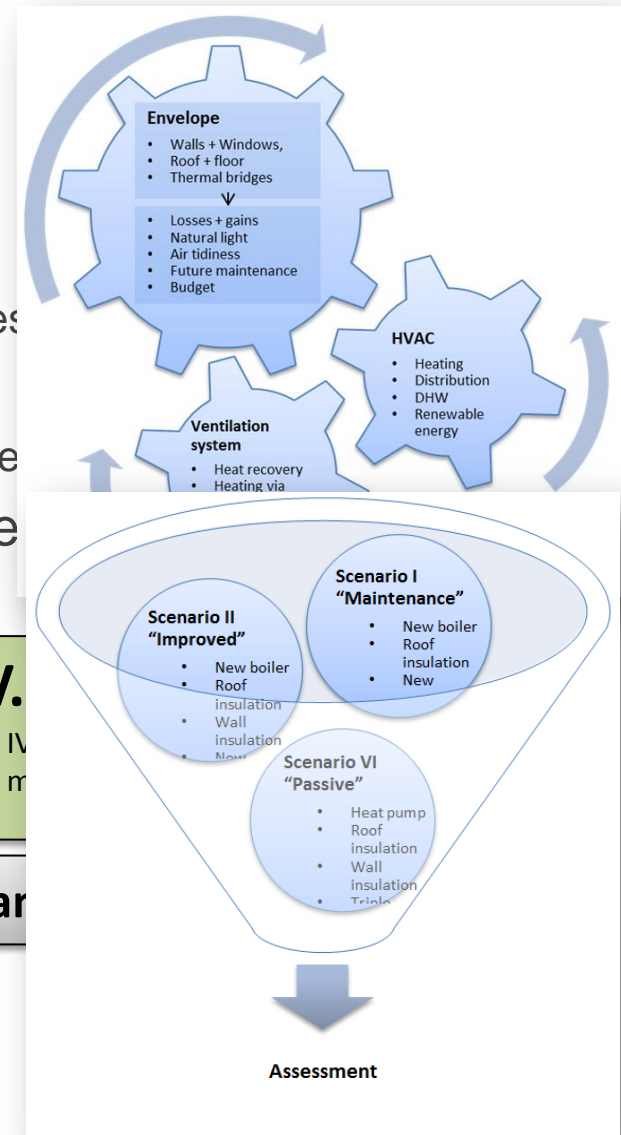 Envelope
• Walls + Windows,
• Roof + floor
• Thermal bridges
• Losses + gains
• Natural light
• Air tidiness
• Future maintenance
• Budget
HVAC
• Heating
• Distribution
• DHW
• Renewable
energy
Ventilation
system
• Heat recovery
• Heating via
Scenario I
“Maintenance”
• New boiler
• Roof
insulation
• New
Scenario II
“Improved”
• New boiler
• Roof
insulation
• Wall
insulation
• New
Scenario VI
“Passive”
• Heat pump
• Roof
insulation
• Wall
insulation
• Triple
Assessment